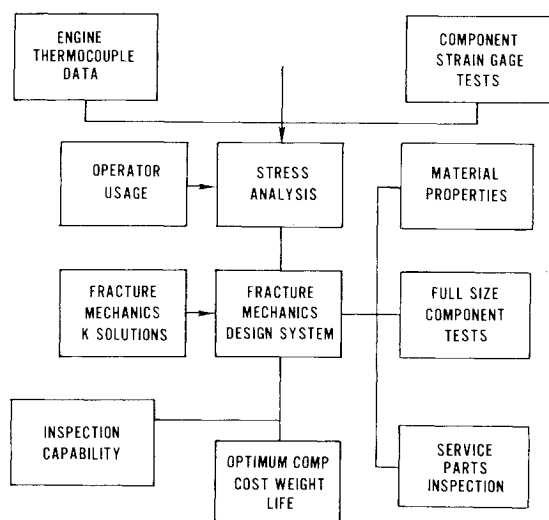 ENGINE
THERMOCOUPLE
DATA
COMPONENT
STRAIN GAGE
TESTS
OPERATOR
USAGE
STRESS
ANALYSIS
MATERIAL
PROPERTIES
FRACTURE
MECHANICS
K SOLUTIONS
FRACTURE
MECHANICS
DESIGN SYSTEM
FULL SIZE
COMPONENT
TESTS
INSPECTION
CAPABILITY
OPTIMUM COMP
COST WEIGHT
LIFE
SERVICE
PARTS
INSPECTION